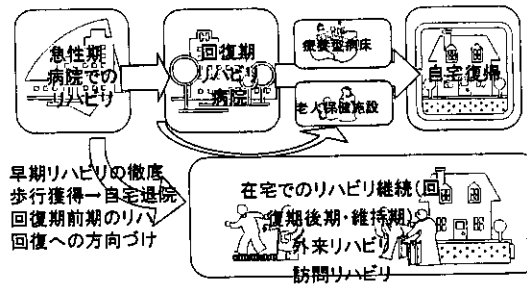 急性期
病院での
リハビリ
回復期
リハビリ
病院
療養型病床
老人保健施設
自宅復帰
早期リハビリの徹底
歩行獲得→自宅退院
回復期前期のリハ
回復への方向づけ
在宅でのリハビリ継続(回
復期後期・維持期)
外来リハビリ
訪問リハビリ